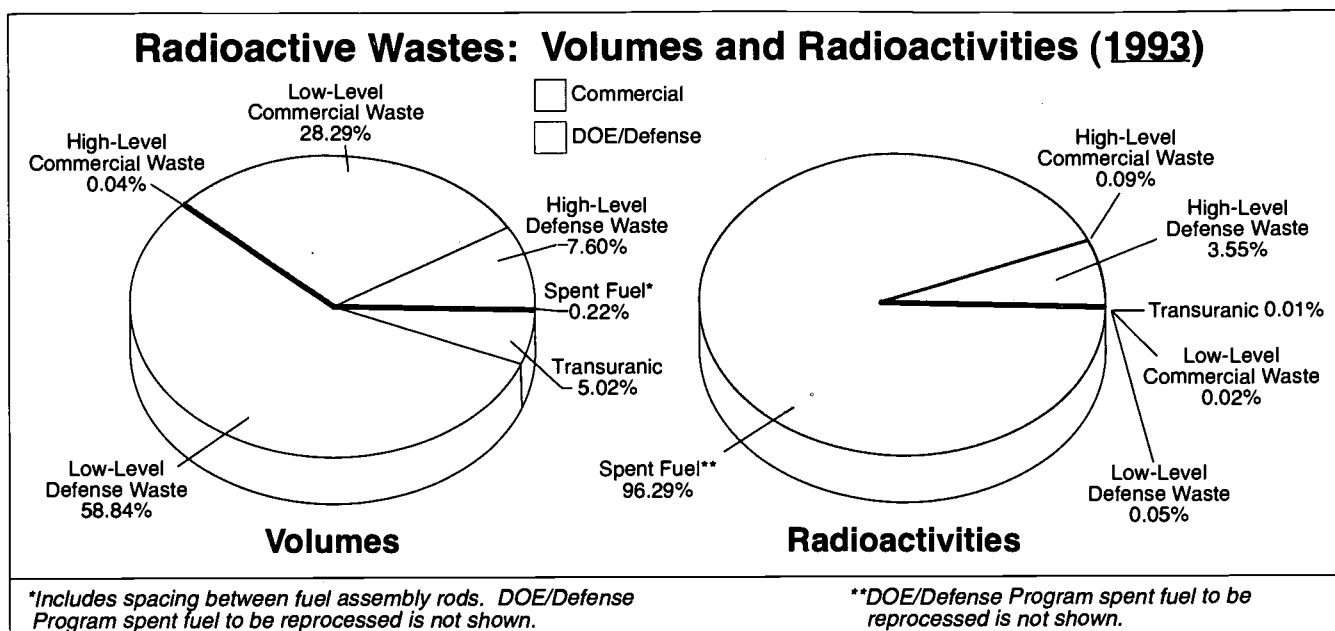 Radioactive Wastes: Volumes and Radioactivities (1993)
Commercial
DOE/Defense
Low-Level
Commercial Waste
28.29%
High-Level
Commercial Waste
0.04%
High-Level
Defense Waste
7.60%
Spent Fuel*
0.22%
Transuranic
5.02%
Low-Level
Defense Waste
58.84%
Volumes
High-Level
Commercial Waste
0.09%
High-Level
Defense Waste
3.55%
Transuranic 0.01%
Low-Level
Commercial Waste
0.02%
Low-Level
Defense Waste
0.05%
Spent Fuel**
96.29%
Radioactivities
*Includes spacing between fuel assembly rods. DOE/Defense
Program spent fuel to be reprocessed is not shown.
**DOE/Defense Program spent fuel to be
reprocessed is not shown.